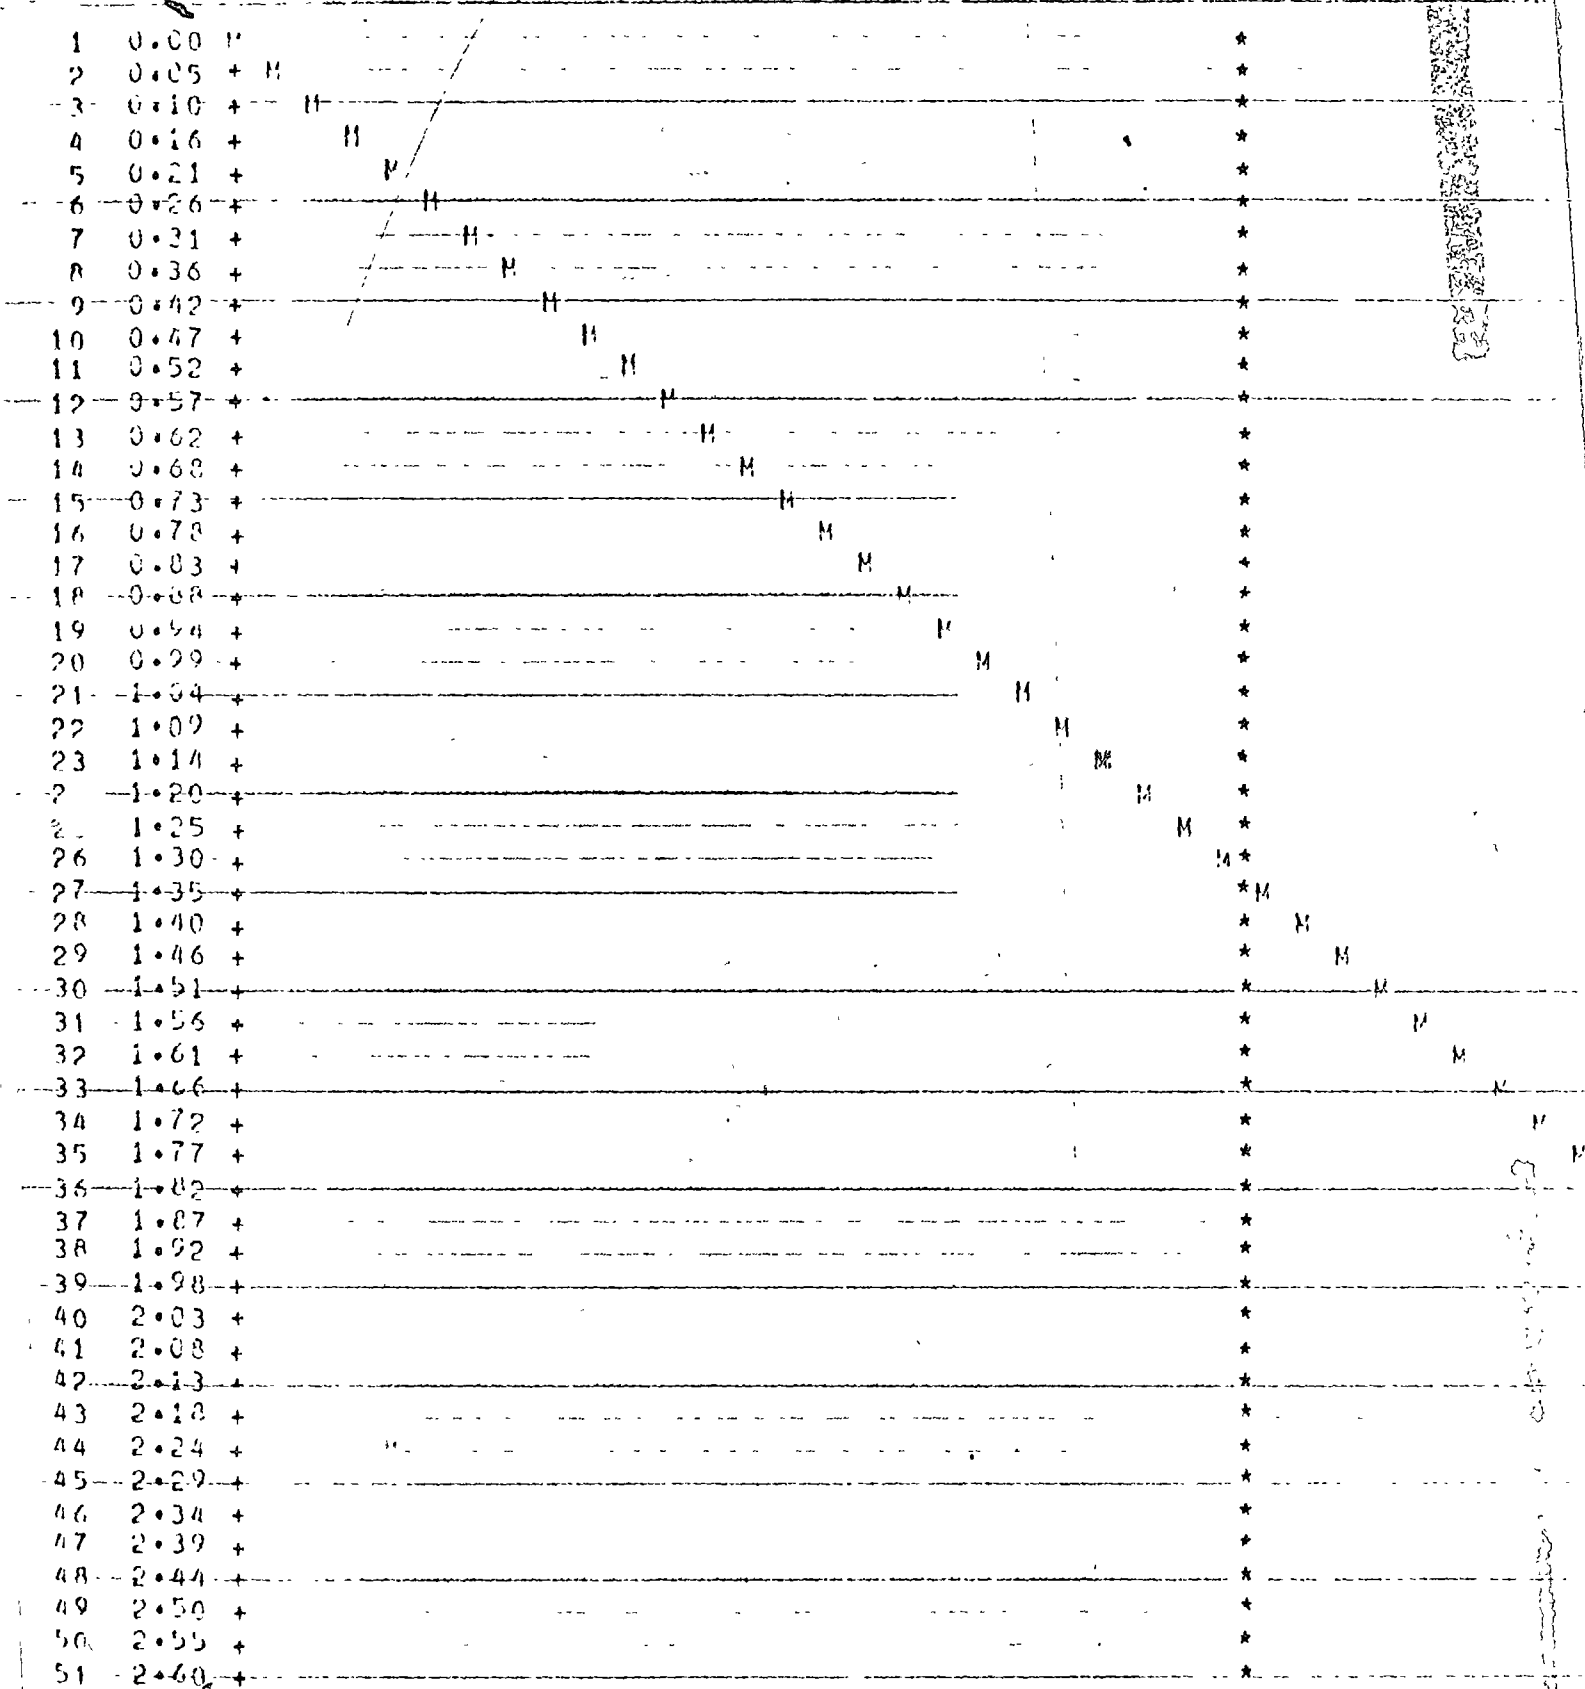 1 0.00 M *
2 0.05 + M *
3 0.10 + M *
4 0.16 + M *
5 0.21 + M *
6 0.26 + M *
7 0.31 + M *
8 0.36 + M *
9 0.42 + M *
10 0.47 + M *
11 0.52 + M *
12 0.57 + M *
13 0.62 + M *
14 0.68 + M *
15 0.73 + M *
16 0.78 + M *
17 0.83 + M *
18 0.88 + M *
19 0.94 + M *
20 0.99 + M *
21 1.04 + M *
22 1.09 + M *
23 1.14 + M *
2 1.20 + M *
2 1.25 + M *
26 1.30 + M *
27 1.35 + * M
28 1.40 + * M
29 1.46 + * M
30 1.51 + * M
31 1.56 + * M
32 1.61 + * M
33 1.66 + * M
34 1.72 + * M
35 1.77 + * M
36 1.82 + *
37 1.87 + *
38 1.92 + *
39 1.98 + *
40 2.03 + *
41 2.08 + *
42 2.13 + *
43 2.18 + *
44 2.24 + *
45 2.29 + *
46 2.34 + *
47 2.39 + *
48 2.44 + *
49 2.50 + *
50 2.55 + *
51 2.60 + *